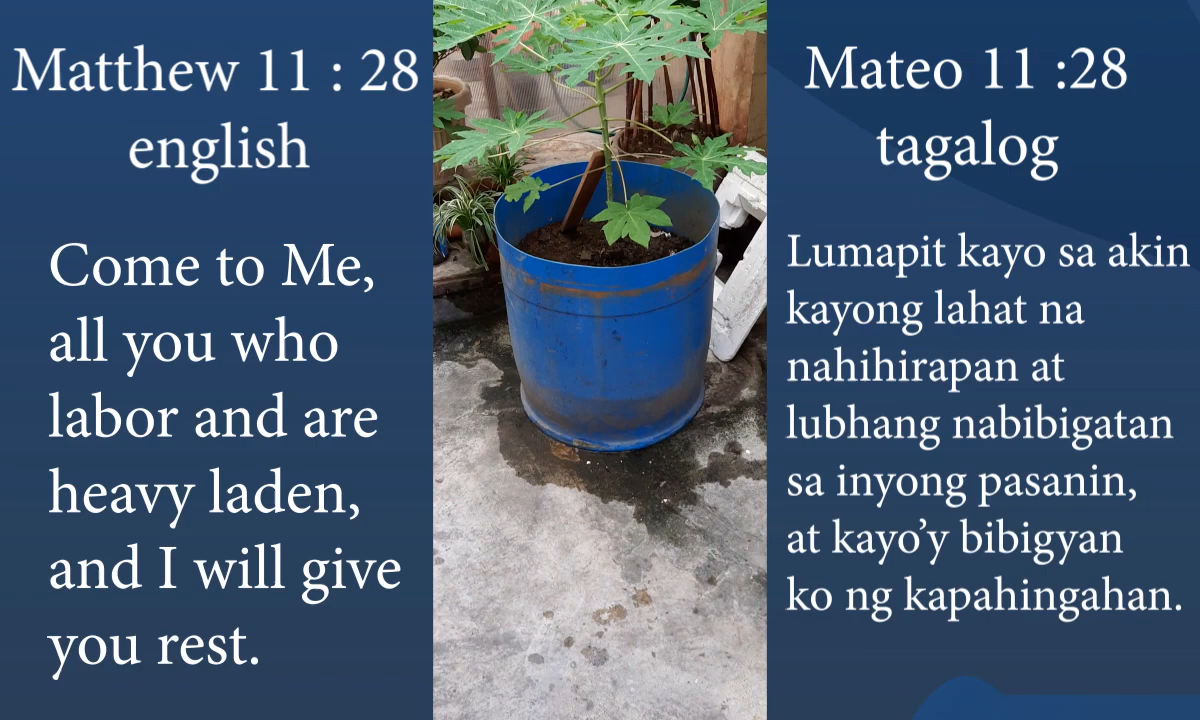 Matthew 11 : 28
english
Come to Me,
all you who
labor and are
heavy laden,
and I will give
you rest.
Mateo 11 :28
tagalog
Lumapit kayo sa akin
kayong lahat na
nahihirapan at
lubhang nabibigatan
sa inyong pasanin,
at kayo’y bibigyan
ko ng kapahingahan.